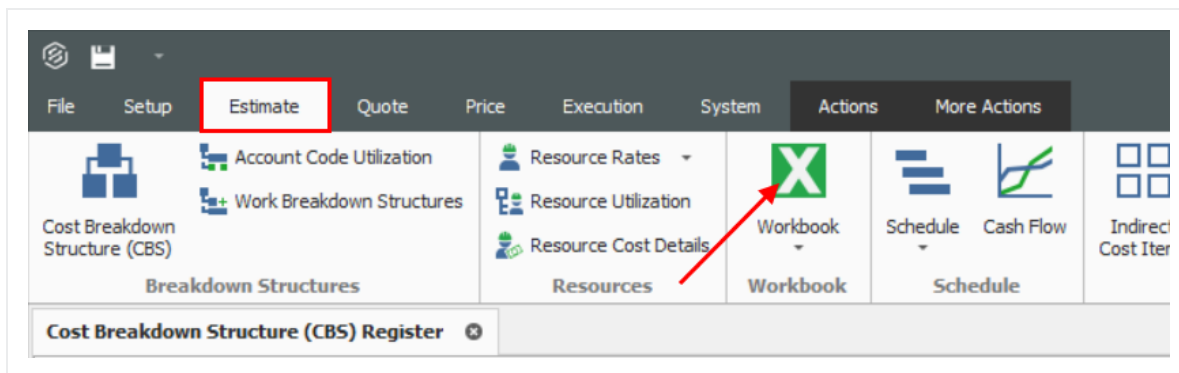 File Setup Estimate Quote Price Execution System Actions More Actions
Account Code Utilization
Work Breakdown Structures
Cost Breakdown
Structure (CBS)
Breakdown Structures
Resource Rates
Resource Utilization
Resource Cost Details
Resources
Workbook
Workbook
Schedule Cash Flow
Schedule
Indirect
Cost Iter
Cost Breakdown Structure (CBS) Register